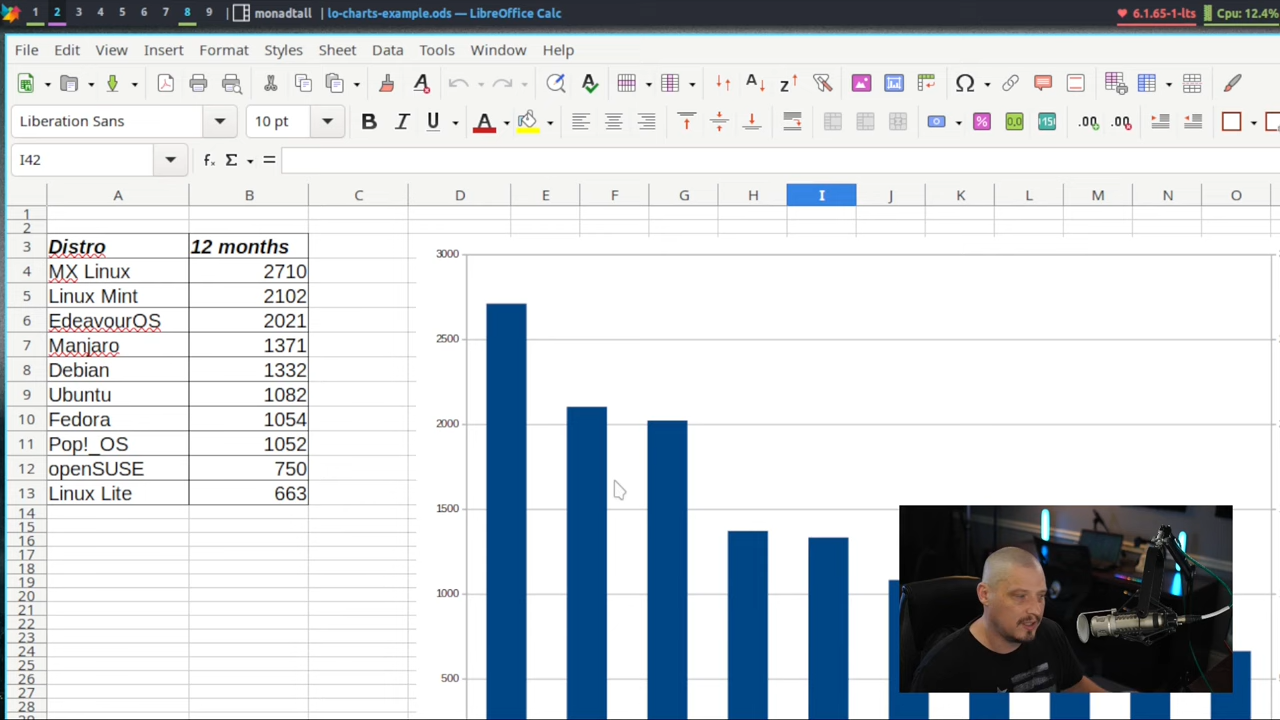 1 2 3 4 5 6 7 8 9 monadtall lo-charts-example.ods — LibreOffice Calc 6.1.65-1-lts Cpu: 12.4%
File Edit View Insert Format Styles Sheet Data Tools Window Help
Liberation Sans 10 pt B I U A
I42 fx Σ =
A B C D E F G H I J K L M N O
1
2
3 Distro 12 months
4 MX Linux 2710
5 Linux Mint 2102
6 EdeavourOS 2021
7 Manjaro 1371
8 Debian 1332
9 Ubuntu 1082
10 Fedora 1054
11 Pop!_OS 1052
12 openSUSE 750
13 Linux Lite 663
14
15
16
17
18
19
20
21
22
23
24
25
26
27
28
3000
2500
2000
1500
1000
500